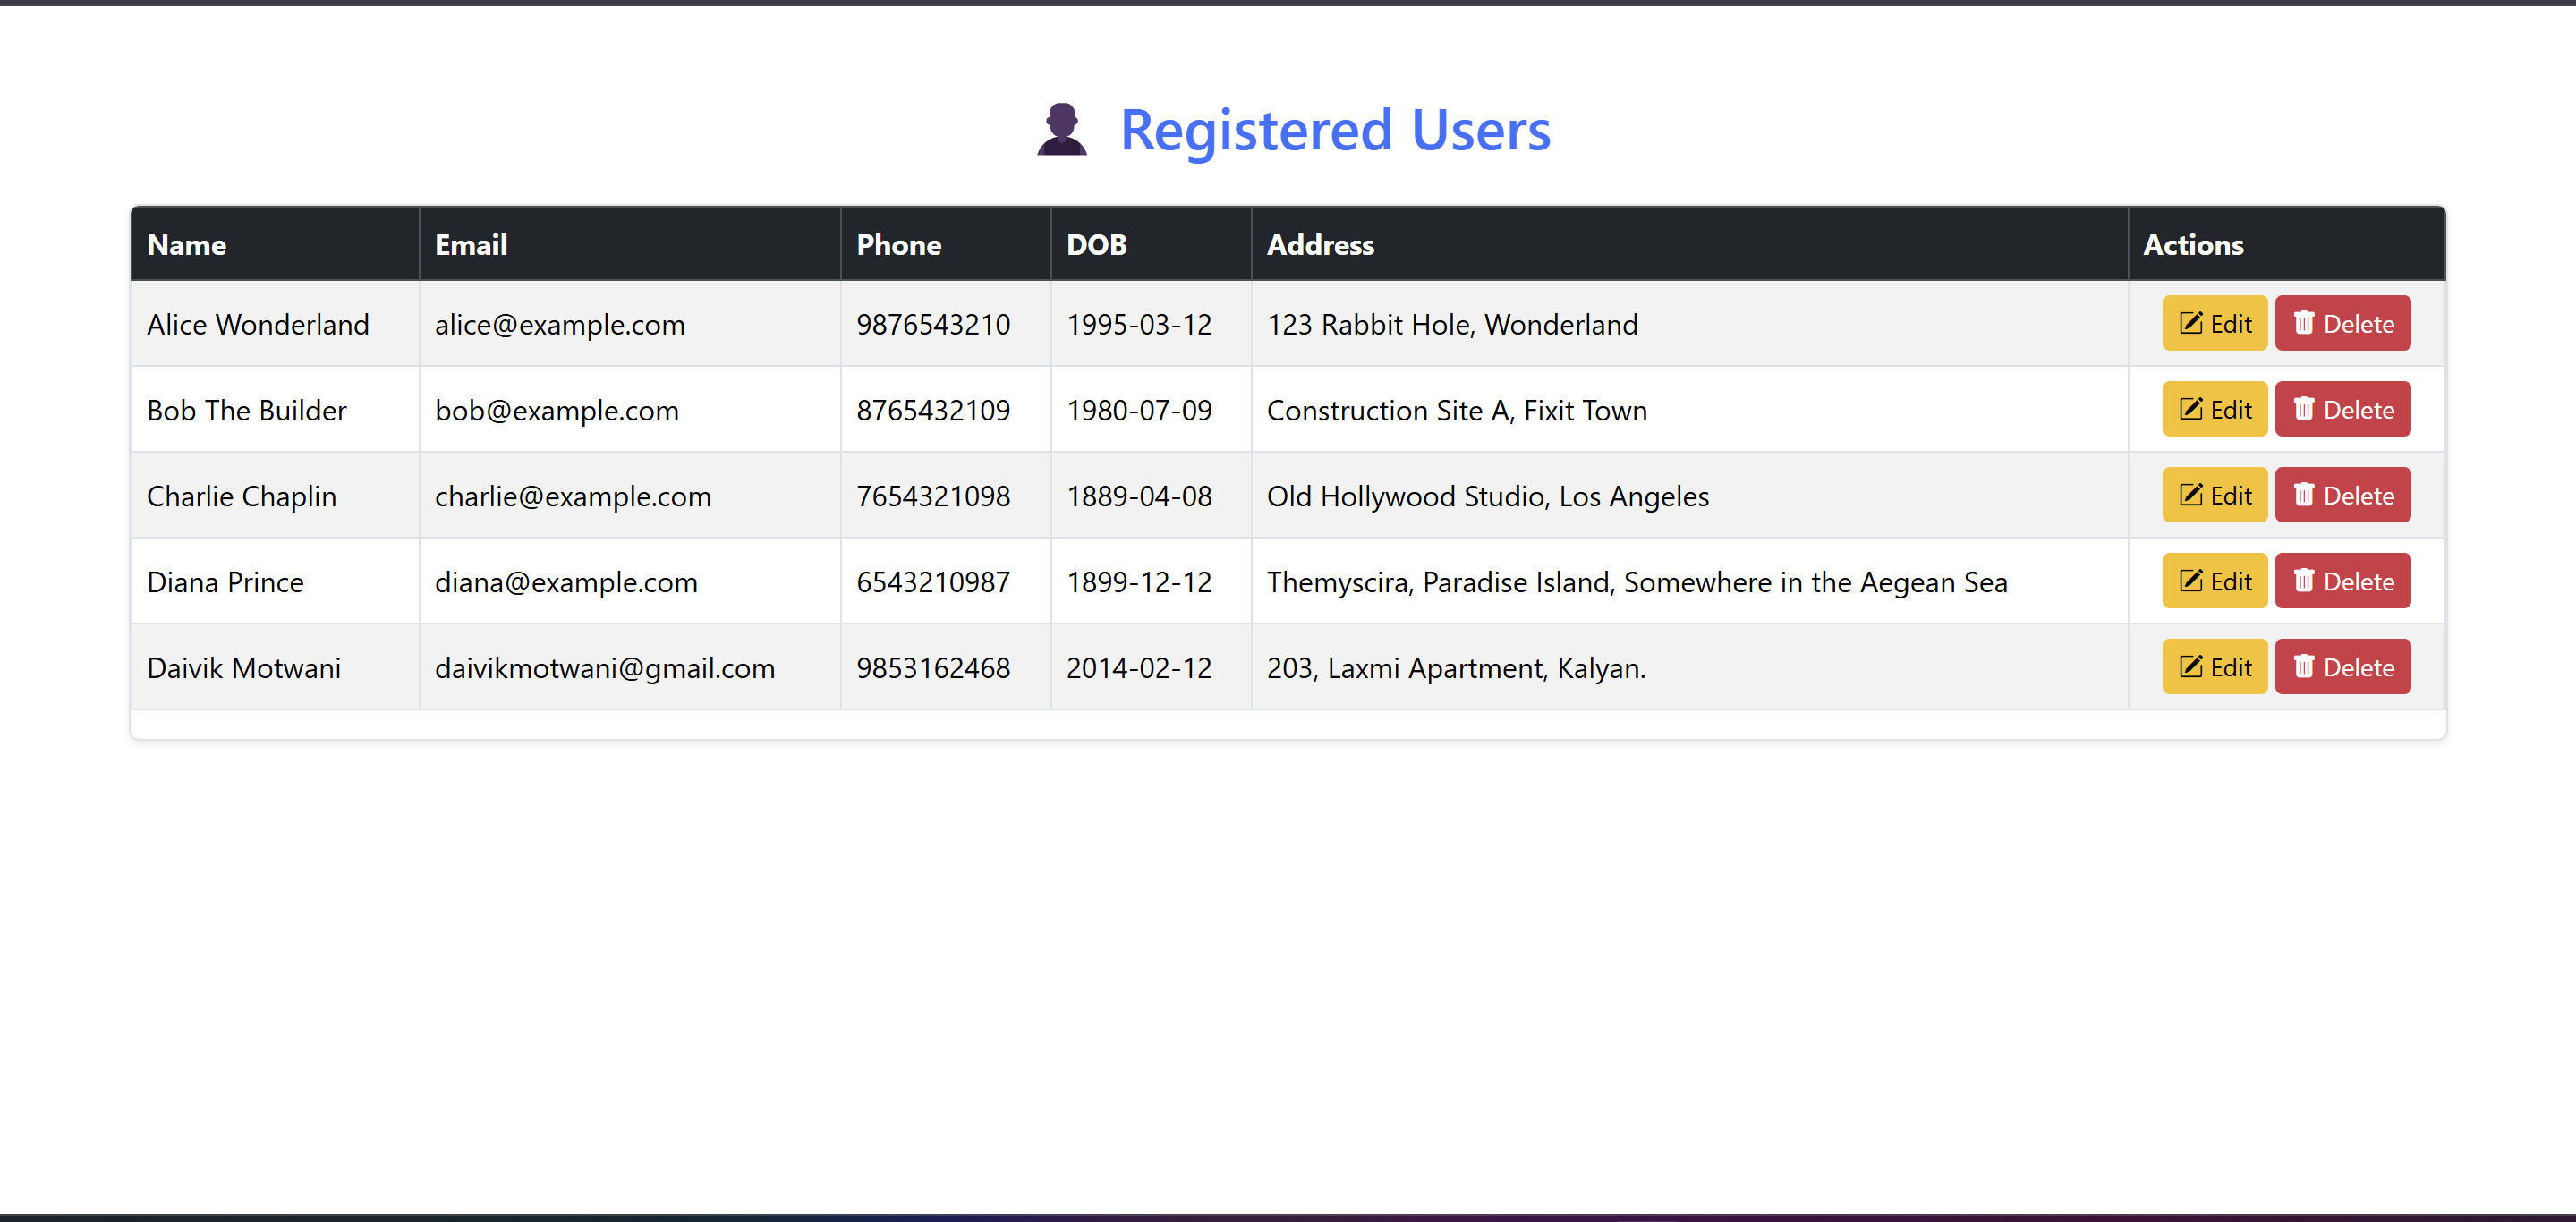 Registered Users
Name Email Phone DOB Address Actions
Alice Wonderland alice@example.com 9876543210 1995-03-12 123 Rabbit Hole, Wonderland Edit Delete
Bob The Builder bob@example.com 8765432109 1980-07-09 Construction Site A, Fixit Town Edit Delete
Charlie Chaplin charlie@example.com 7654321098 1889-04-08 Old Hollywood Studio, Los Angeles Edit Delete
Diana Prince diana@example.com 6543210987 1899-12-12 Themyscira, Paradise Island, Somewhere in the Aegean Sea Edit Delete
Daivik Motwani daivikmotwani@gmail.com 9853162468 2014-02-12 203, Laxmi Apartment, Kalyan. Edit Delete